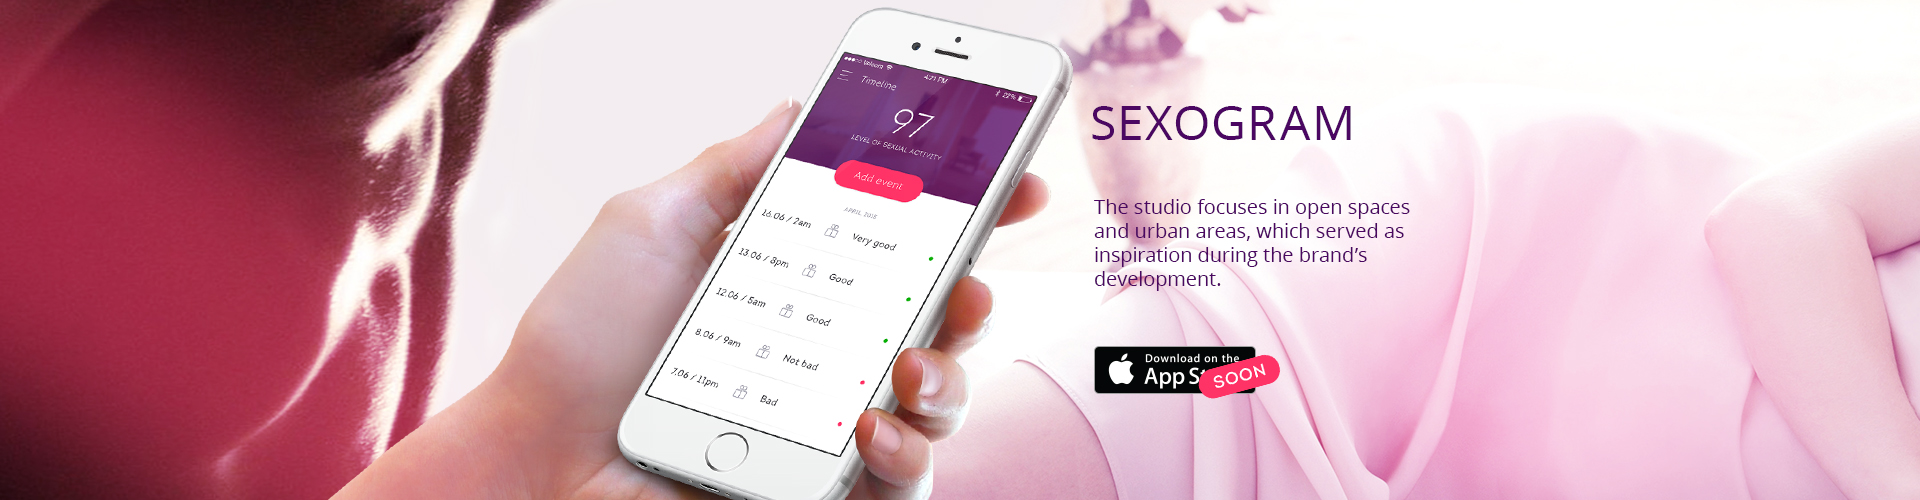 Velcom
4:21 PM
22%
Timeline
97
LEVEL OF SEXUAL ACTIVITY
Add event
APRIL 2016
16.06 / 2am Very good
13.06 / 8pm Good
12.06 / 5am Good
8.06 / 9am Not bad
7.06 / 11pm Bad
SEXOGRAM
The studio focuses in open spaces
and urban areas, which served as
inspiration during the brand’s
development.
Download on the
App S
SOON